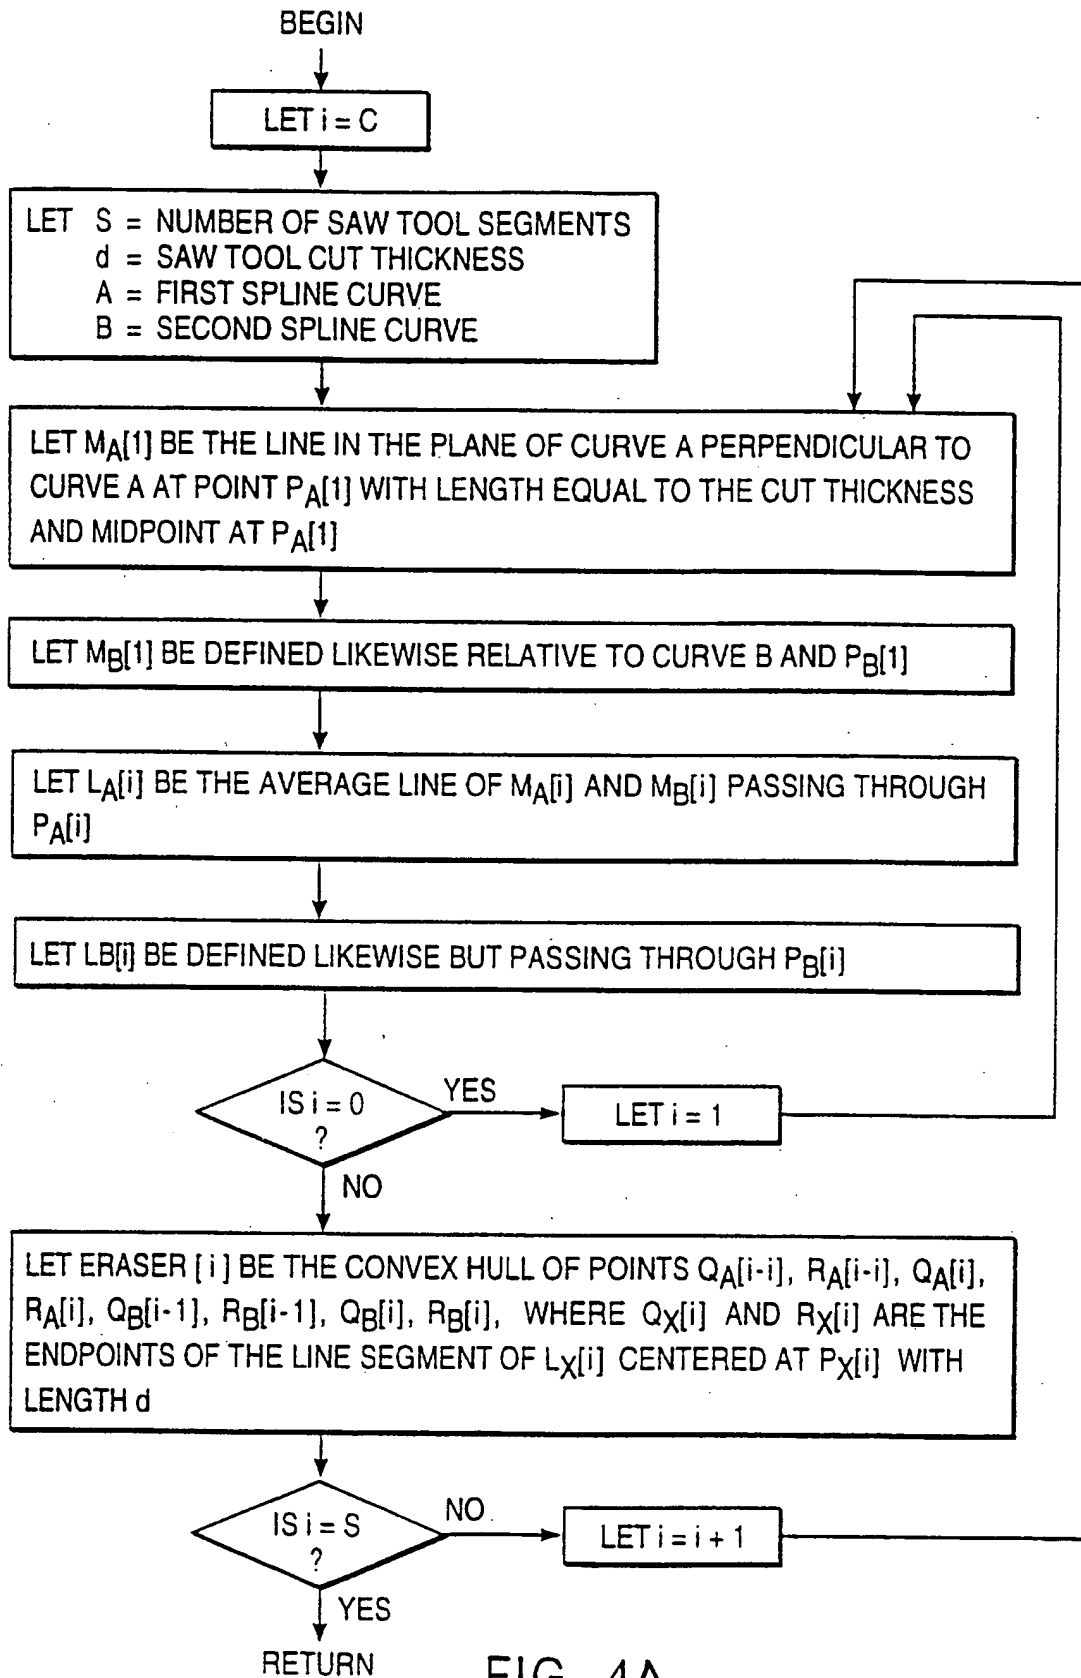 BEGIN
LET i = C
LET S = NUMBER OF SAW TOOL SEGMENTS
d = SAW TOOL CUT THICKNESS
A = FIRST SPLINE CURVE
B = SECOND SPLINE CURVE
LET MA[1] BE THE LINE IN THE PLANE OF CURVE A PERPENDICULAR TO
CURVE A AT POINT PA[1] WITH LENGTH EQUAL TO THE CUT THICKNESS
AND MIDPOINT AT PA[1]
LET MB[1] BE DEFINED LIKEWISE RELATIVE TO CURVE B AND PB[1]
LET LA[i] BE THE AVERAGE LINE OF MA[i] AND MB[i] PASSING THROUGH
PA[i]
LET LB[i] BE DEFINED LIKEWISE BUT PASSING THROUGH PB[i]
IS i = 0
?
YES
LET i = 1
NO
LET ERASER [i] BE THE CONVEX HULL OF POINTS QA[i-i], RA[i-i], QA[i],
RA[i], QB[i-1], RB[i-1], QB[i], RB[i], WHERE QX[i] AND RX[i] ARE THE
ENDPOINTS OF THE LINE SEGMENT OF LX[i] CENTERED AT PX[i] WITH
LENGTH d
IS i = S
?
NO
LET i = i + 1
YES
RETURN
FIG. 4A